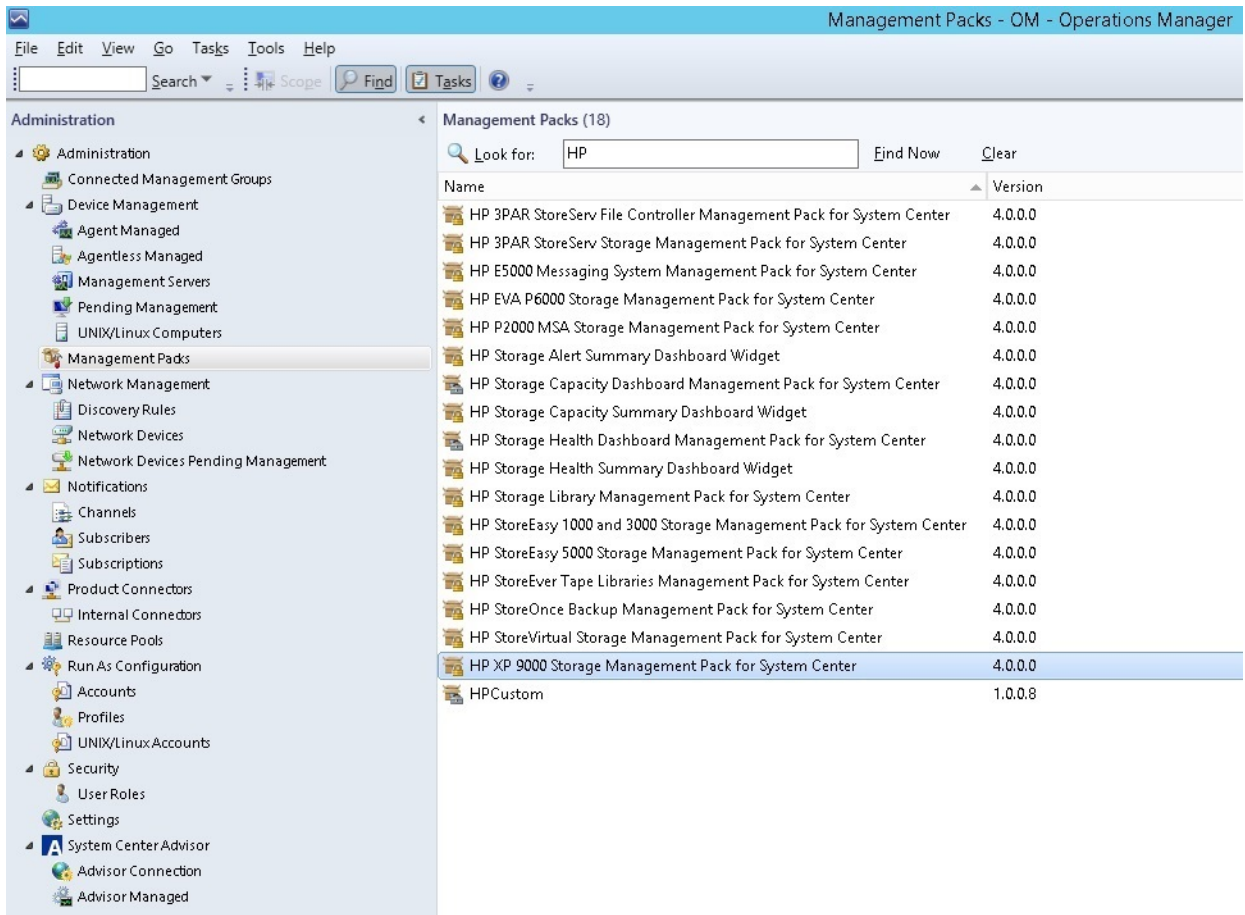 Management Packs - OM - Operations Manager
File Edit View Go Tasks Tools Help
Search Scope Find Tasks
Administration
Administration
Connected Management Groups
Device Management
Agent Managed
Agentless Managed
Management Servers
Pending Management
UNIX/Linux Computers
Management Packs
Network Management
Discovery Rules
Network Devices
Network Devices Pending Management
Notifications
Channels
Subscribers
Subscriptions
Product Connectors
Internal Connectors
Resource Pools
Run As Configuration
Accounts
Profiles
UNIX/Linux Accounts
Security
User Roles
Settings
System Center Advisor
Advisor Connection
Advisor Managed
Management Packs (18)
Look for: HP Find Now Clear
Name Version
HP 3PAR StoreServ File Controller Management Pack for System Center 4.0.0.0
HP 3PAR StoreServ Storage Management Pack for System Center 4.0.0.0
HP E5000 Messaging System Management Pack for System Center 4.0.0.0
HP EVA P6000 Storage Management Pack for System Center 4.0.0.0
HP P2000 MSA Storage Management Pack for System Center 4.0.0.0
HP Storage Alert Summary Dashboard Widget 4.0.0.0
HP Storage Capacity Dashboard Management Pack for System Center 4.0.0.0
HP Storage Capacity Summary Dashboard Widget 4.0.0.0
HP Storage Health Dashboard Management Pack for System Center 4.0.0.0
HP Storage Health Summary Dashboard Widget 4.0.0.0
HP Storage Library Management Pack for System Center 4.0.0.0
HP StoreEasy 1000 and 3000 Storage Management Pack for System Center 4.0.0.0
HP StoreEasy 5000 Storage Management Pack for System Center 4.0.0.0
HP StoreEver Tape Libraries Management Pack for System Center 4.0.0.0
HP StoreOnce Backup Management Pack for System Center 4.0.0.0
HP StoreVirtual Storage Management Pack for System Center 4.0.0.0
HP XP 9000 Storage Management Pack for System Center 4.0.0.0
HPCustom 1.0.0.8